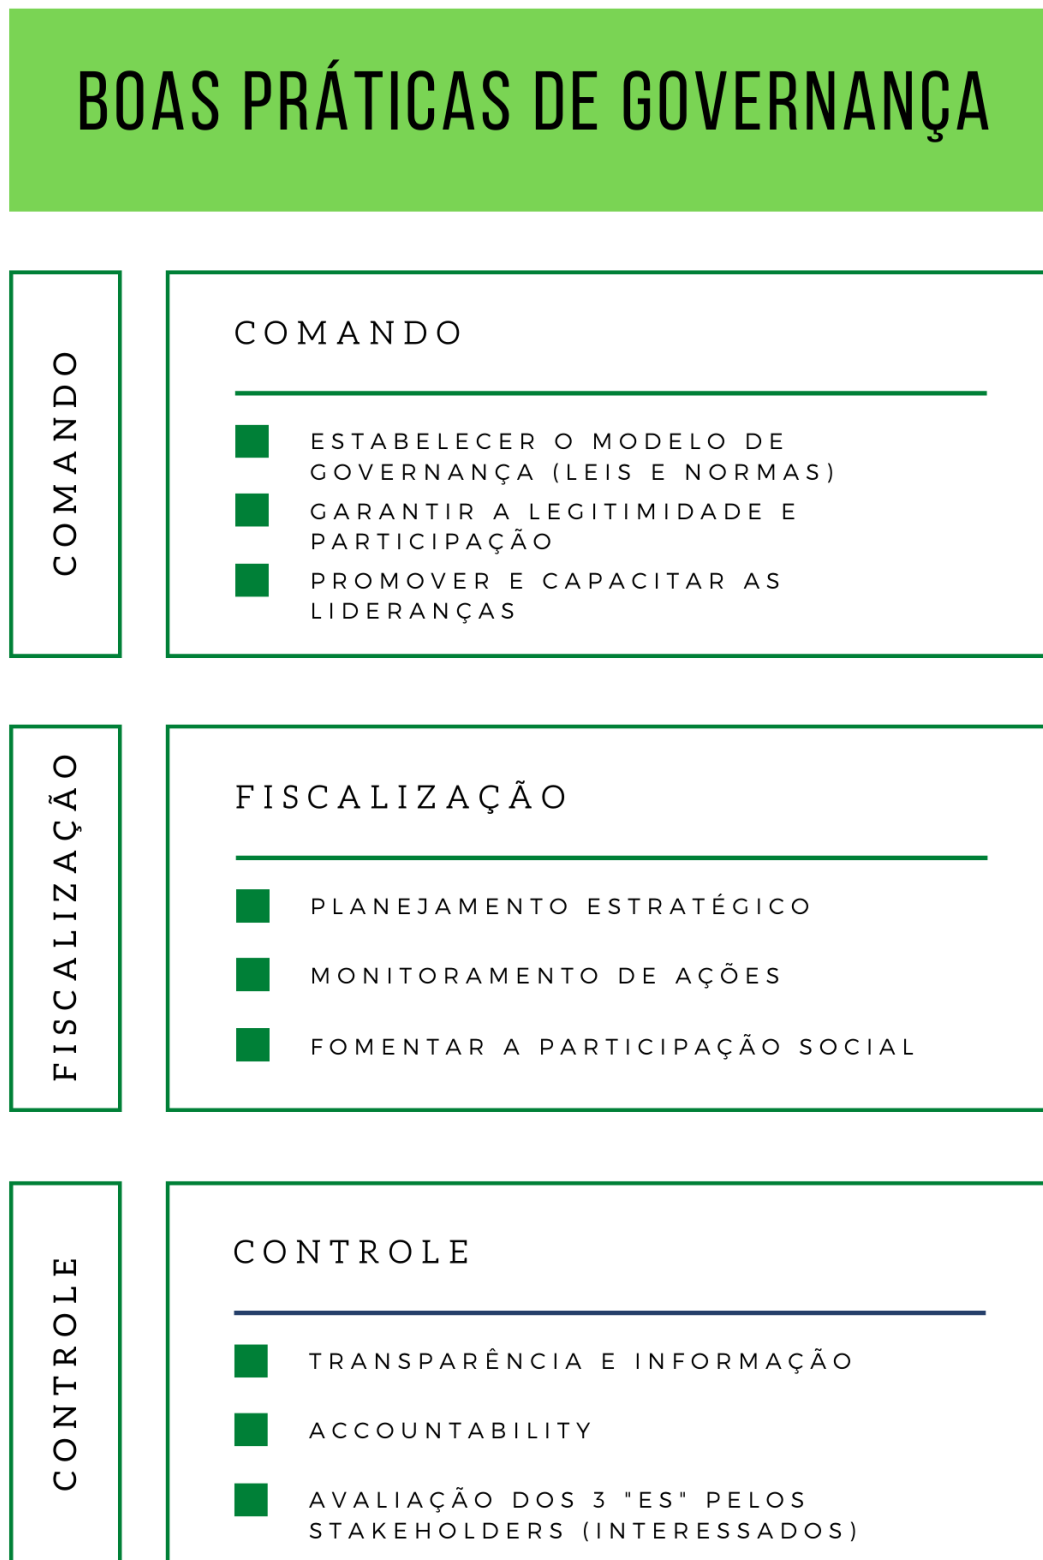 BOAS PRÁTICAS DE GOVERNANÇA
COMANDO
COMANDO
ESTABELECER O MODELO DE
GOVERNANÇA (LEIS E NORMAS)
GARANTIR A LEGITIMIDADE E
PARTICIPAÇÃO
PROMOVER E CAPACITAR AS
LIDERANÇAS
FISCALIZAÇÃO
FISCALIZAÇÃO
PLANEJAMENTO ESTRATÉGICO
MONITORAMENTO DE AÇÕES
FOMENTAR A PARTICIPAÇÃO SOCIAL
CONTROLE
CONTROLE
TRANSPARÊNCIA E INFORMAÇÃO
ACCOUNTABILITY
AVALIAÇÃO DOS 3 "ES" PELOS
STAKEHOLDERS (INTERESSADOS)